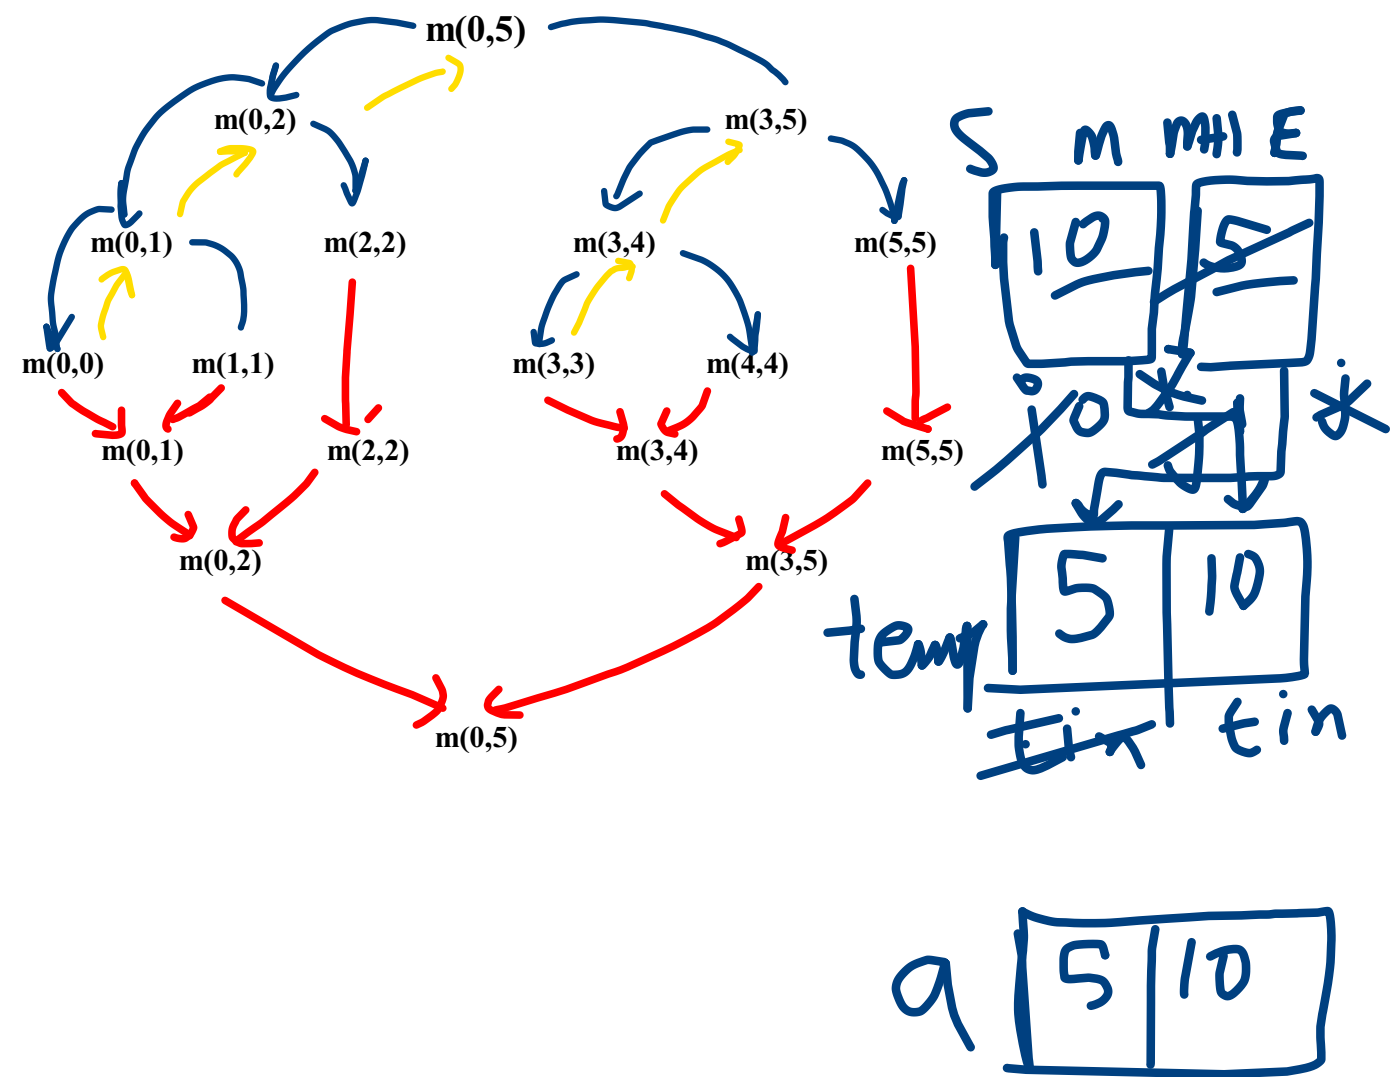 m(0,5)
m(0,2) m(3,5)
m(0,1) m(2,2) m(3,4) m(5,5)
m(0,0) m(1,1) m(3,3) m(4,4)
m(0,1) m(2,2) m(3,4) m(5,5)
m(0,2) m(3,5)
m(0,5)
S m m+1 E
10 5
i 0 j j
5 10
temp
tin tin
a 5 10